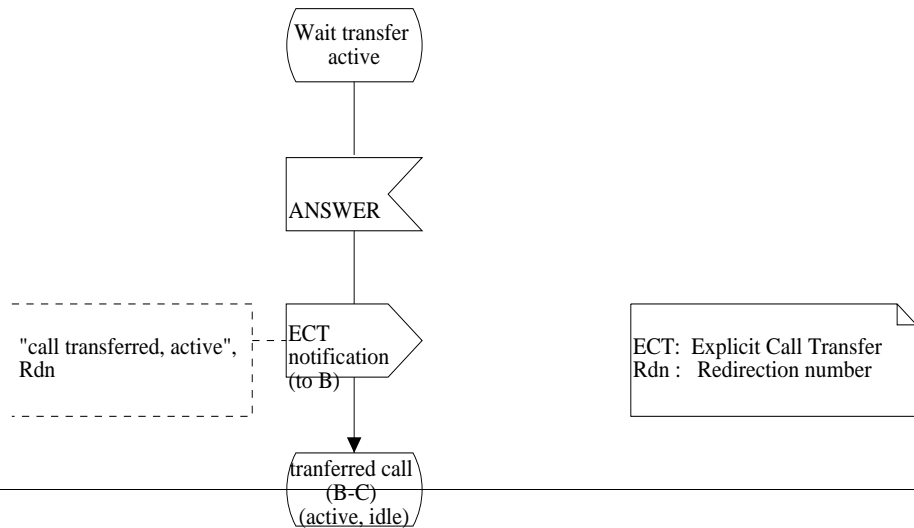 Wait transfer
active
ANSWER
"call transferred, active",
Rdn
ECT
notification
(to B)
ECT:  Explicit Call Transfer
Rdn :   Redirection number
tranferred call
(B-C)
(active, idle)